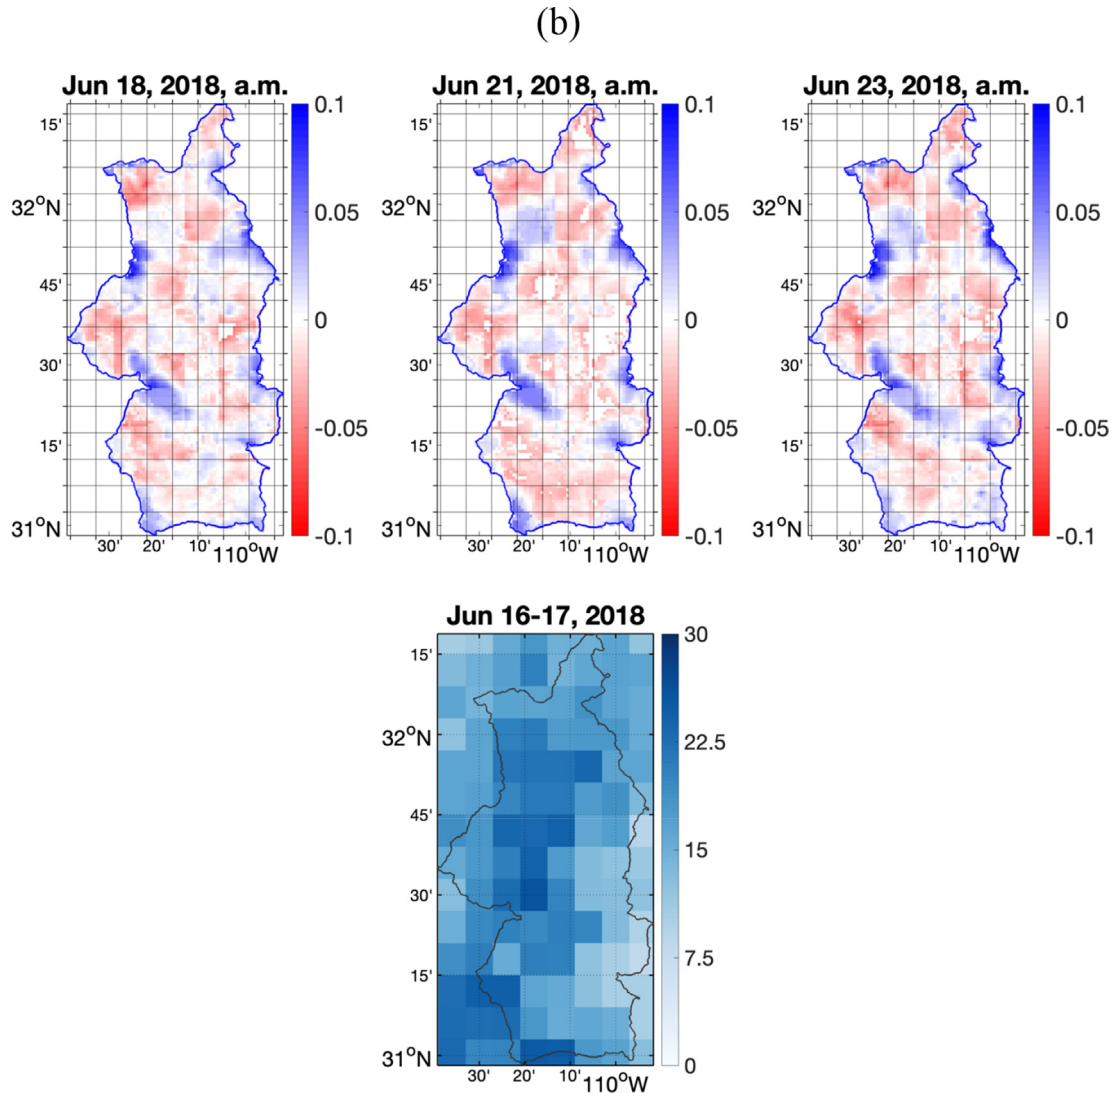 (b)
Jun 18, 2018, a.m.
Jun 21, 2018, a.m.
Jun 23, 2018, a.m.
15'
32°N
45'
30'
15'
31°N
30'
20'
10'
110°W
0.1
0.05
0
-0.05
-0.1
15'
32°N
45'
30'
15'
31°N
30'
20'
10'
110°W
0.1
0.05
0
-0.05
-0.1
15'
32°N
45'
30'
15'
31°N
30'
20'
10'
110°W
0.1
0.05
0
-0.05
-0.1
Jun 16-17, 2018
15'
32°N
45'
30'
15'
31°N
30'
20'
10'
110°W
30
22.5
15
7.5
0